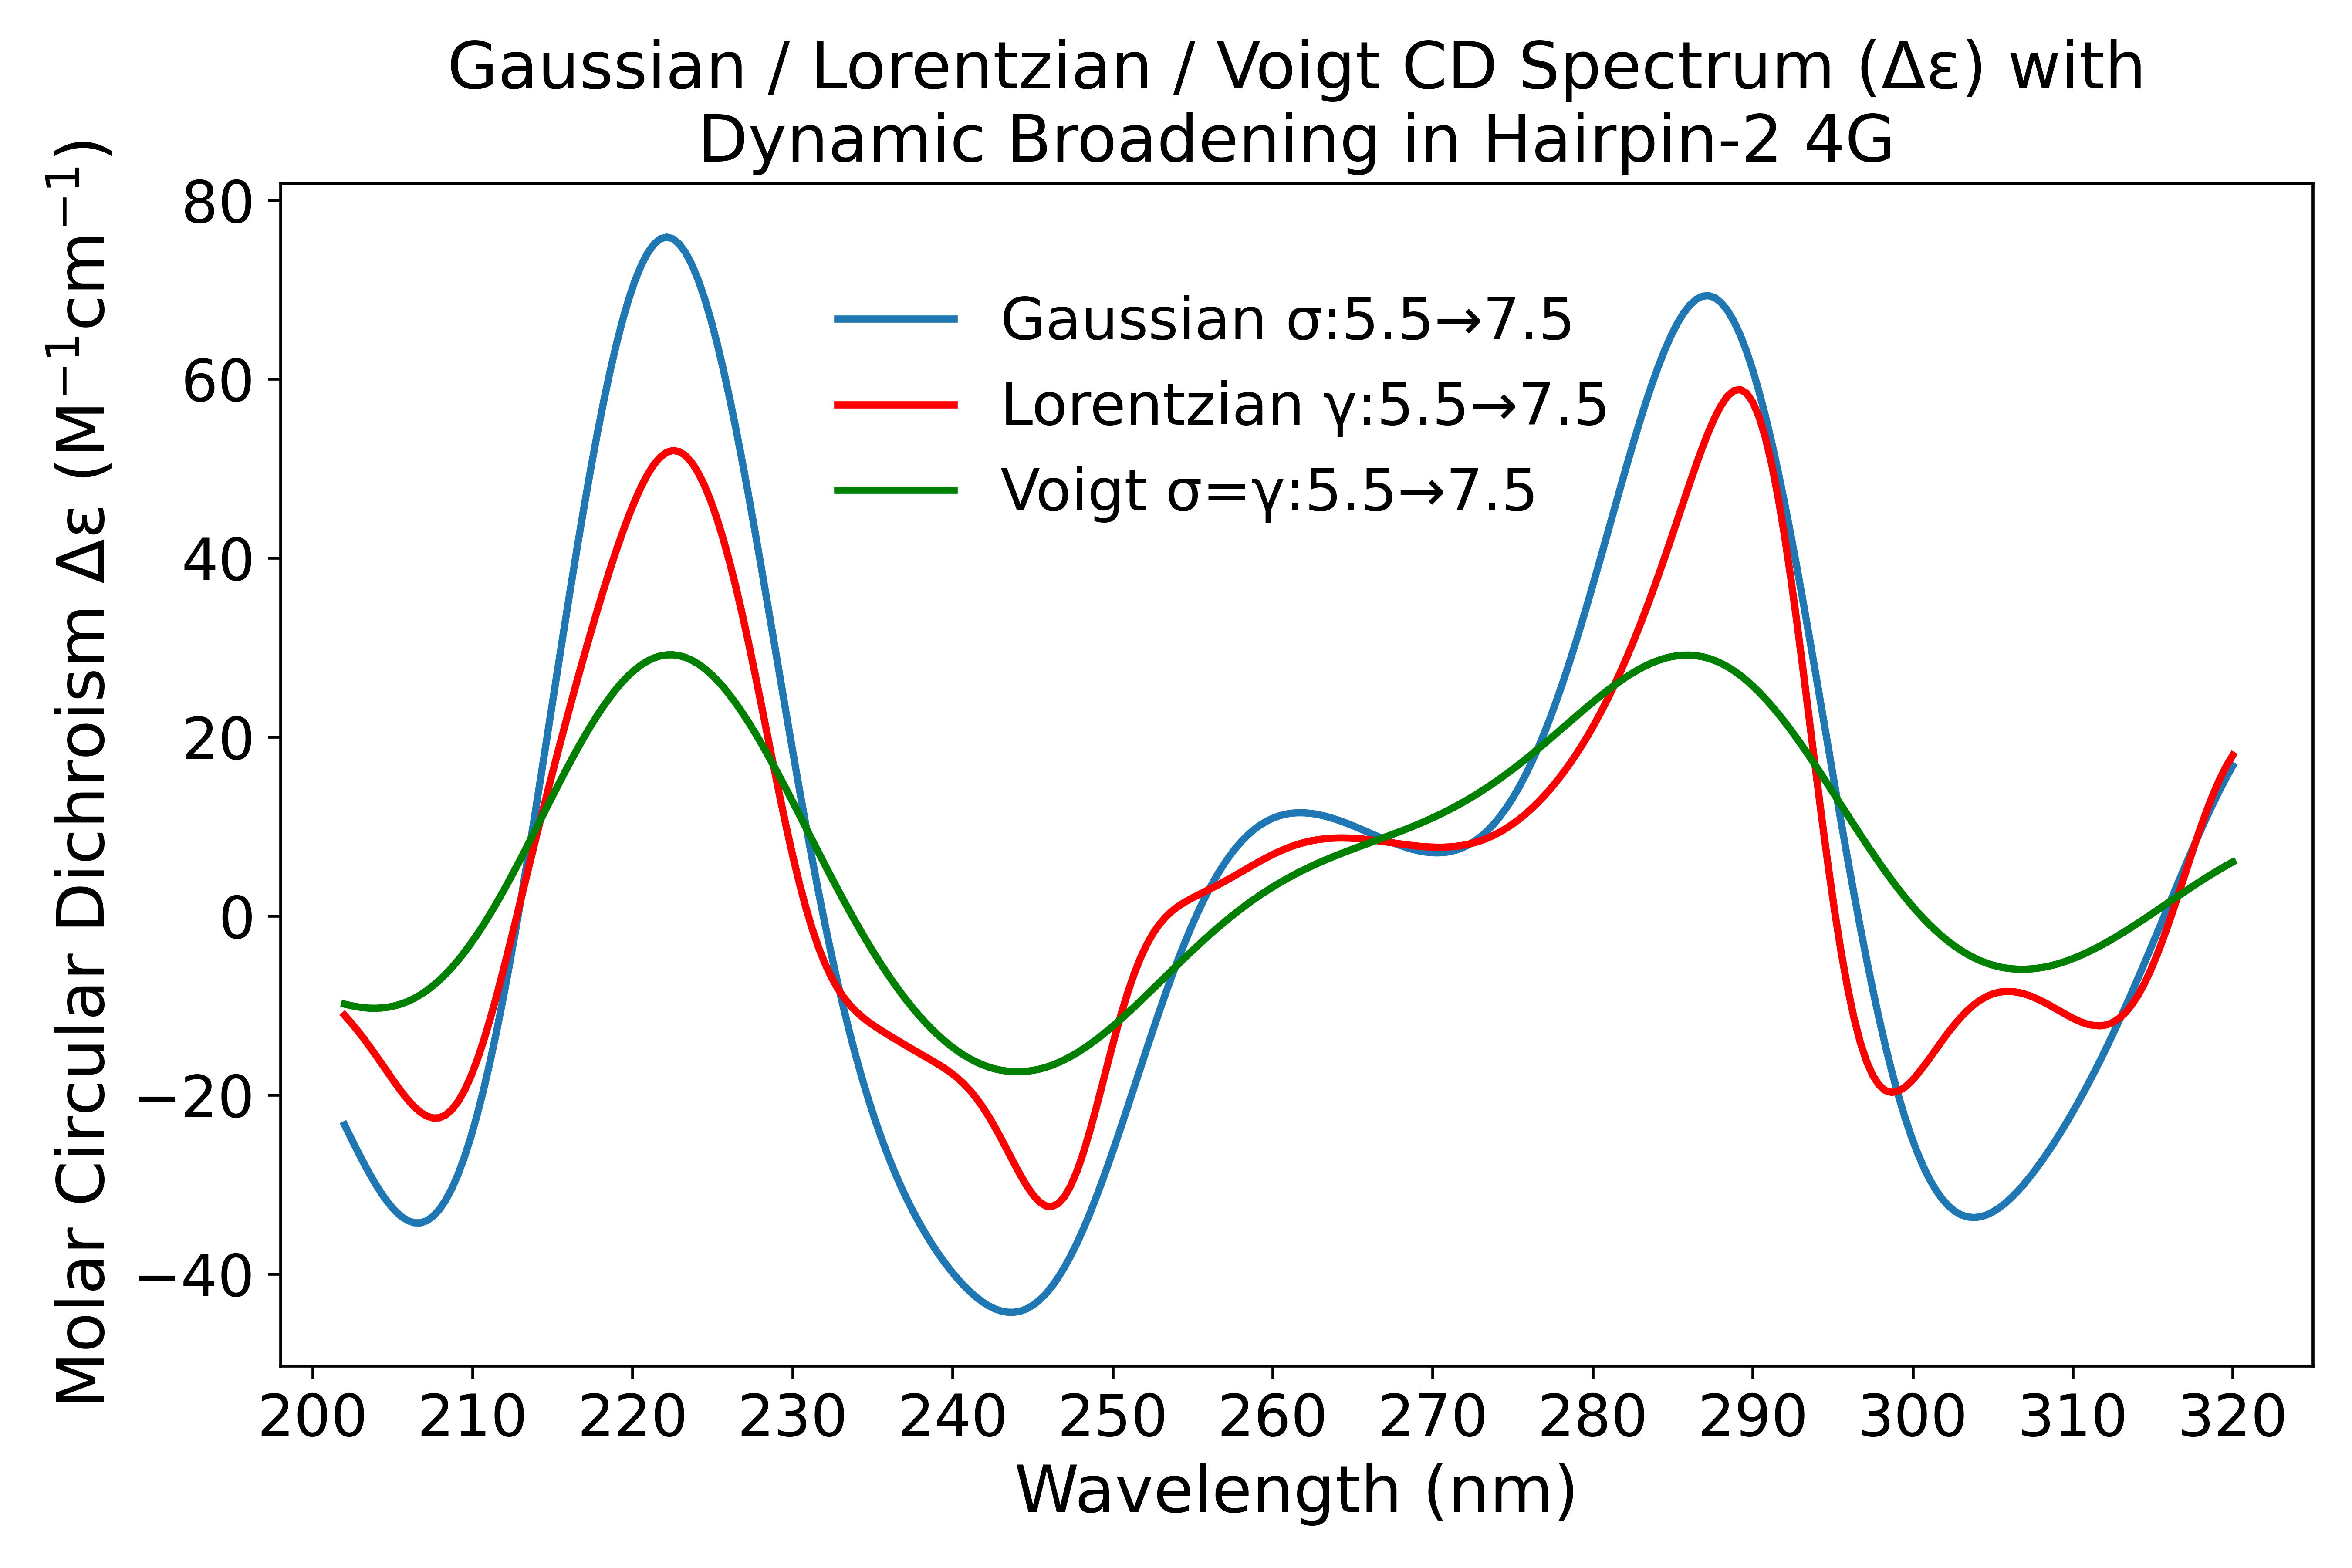 Gaussian / Lorentzian / Voigt CD Spectrum (Δε) with
Dynamic Broadening in Hairpin-2 4G
Molar Circular Dichroism Δε (M⁻¹cm⁻¹)
80
60
40
20
0
−20
−40
Gaussian σ:5.5→7.5
Lorentzian γ:5.5→7.5
Voigt σ=γ:5.5→7.5
200 210 220 230 240 250 260 270 280 290 300 310 320
Wavelength (nm)